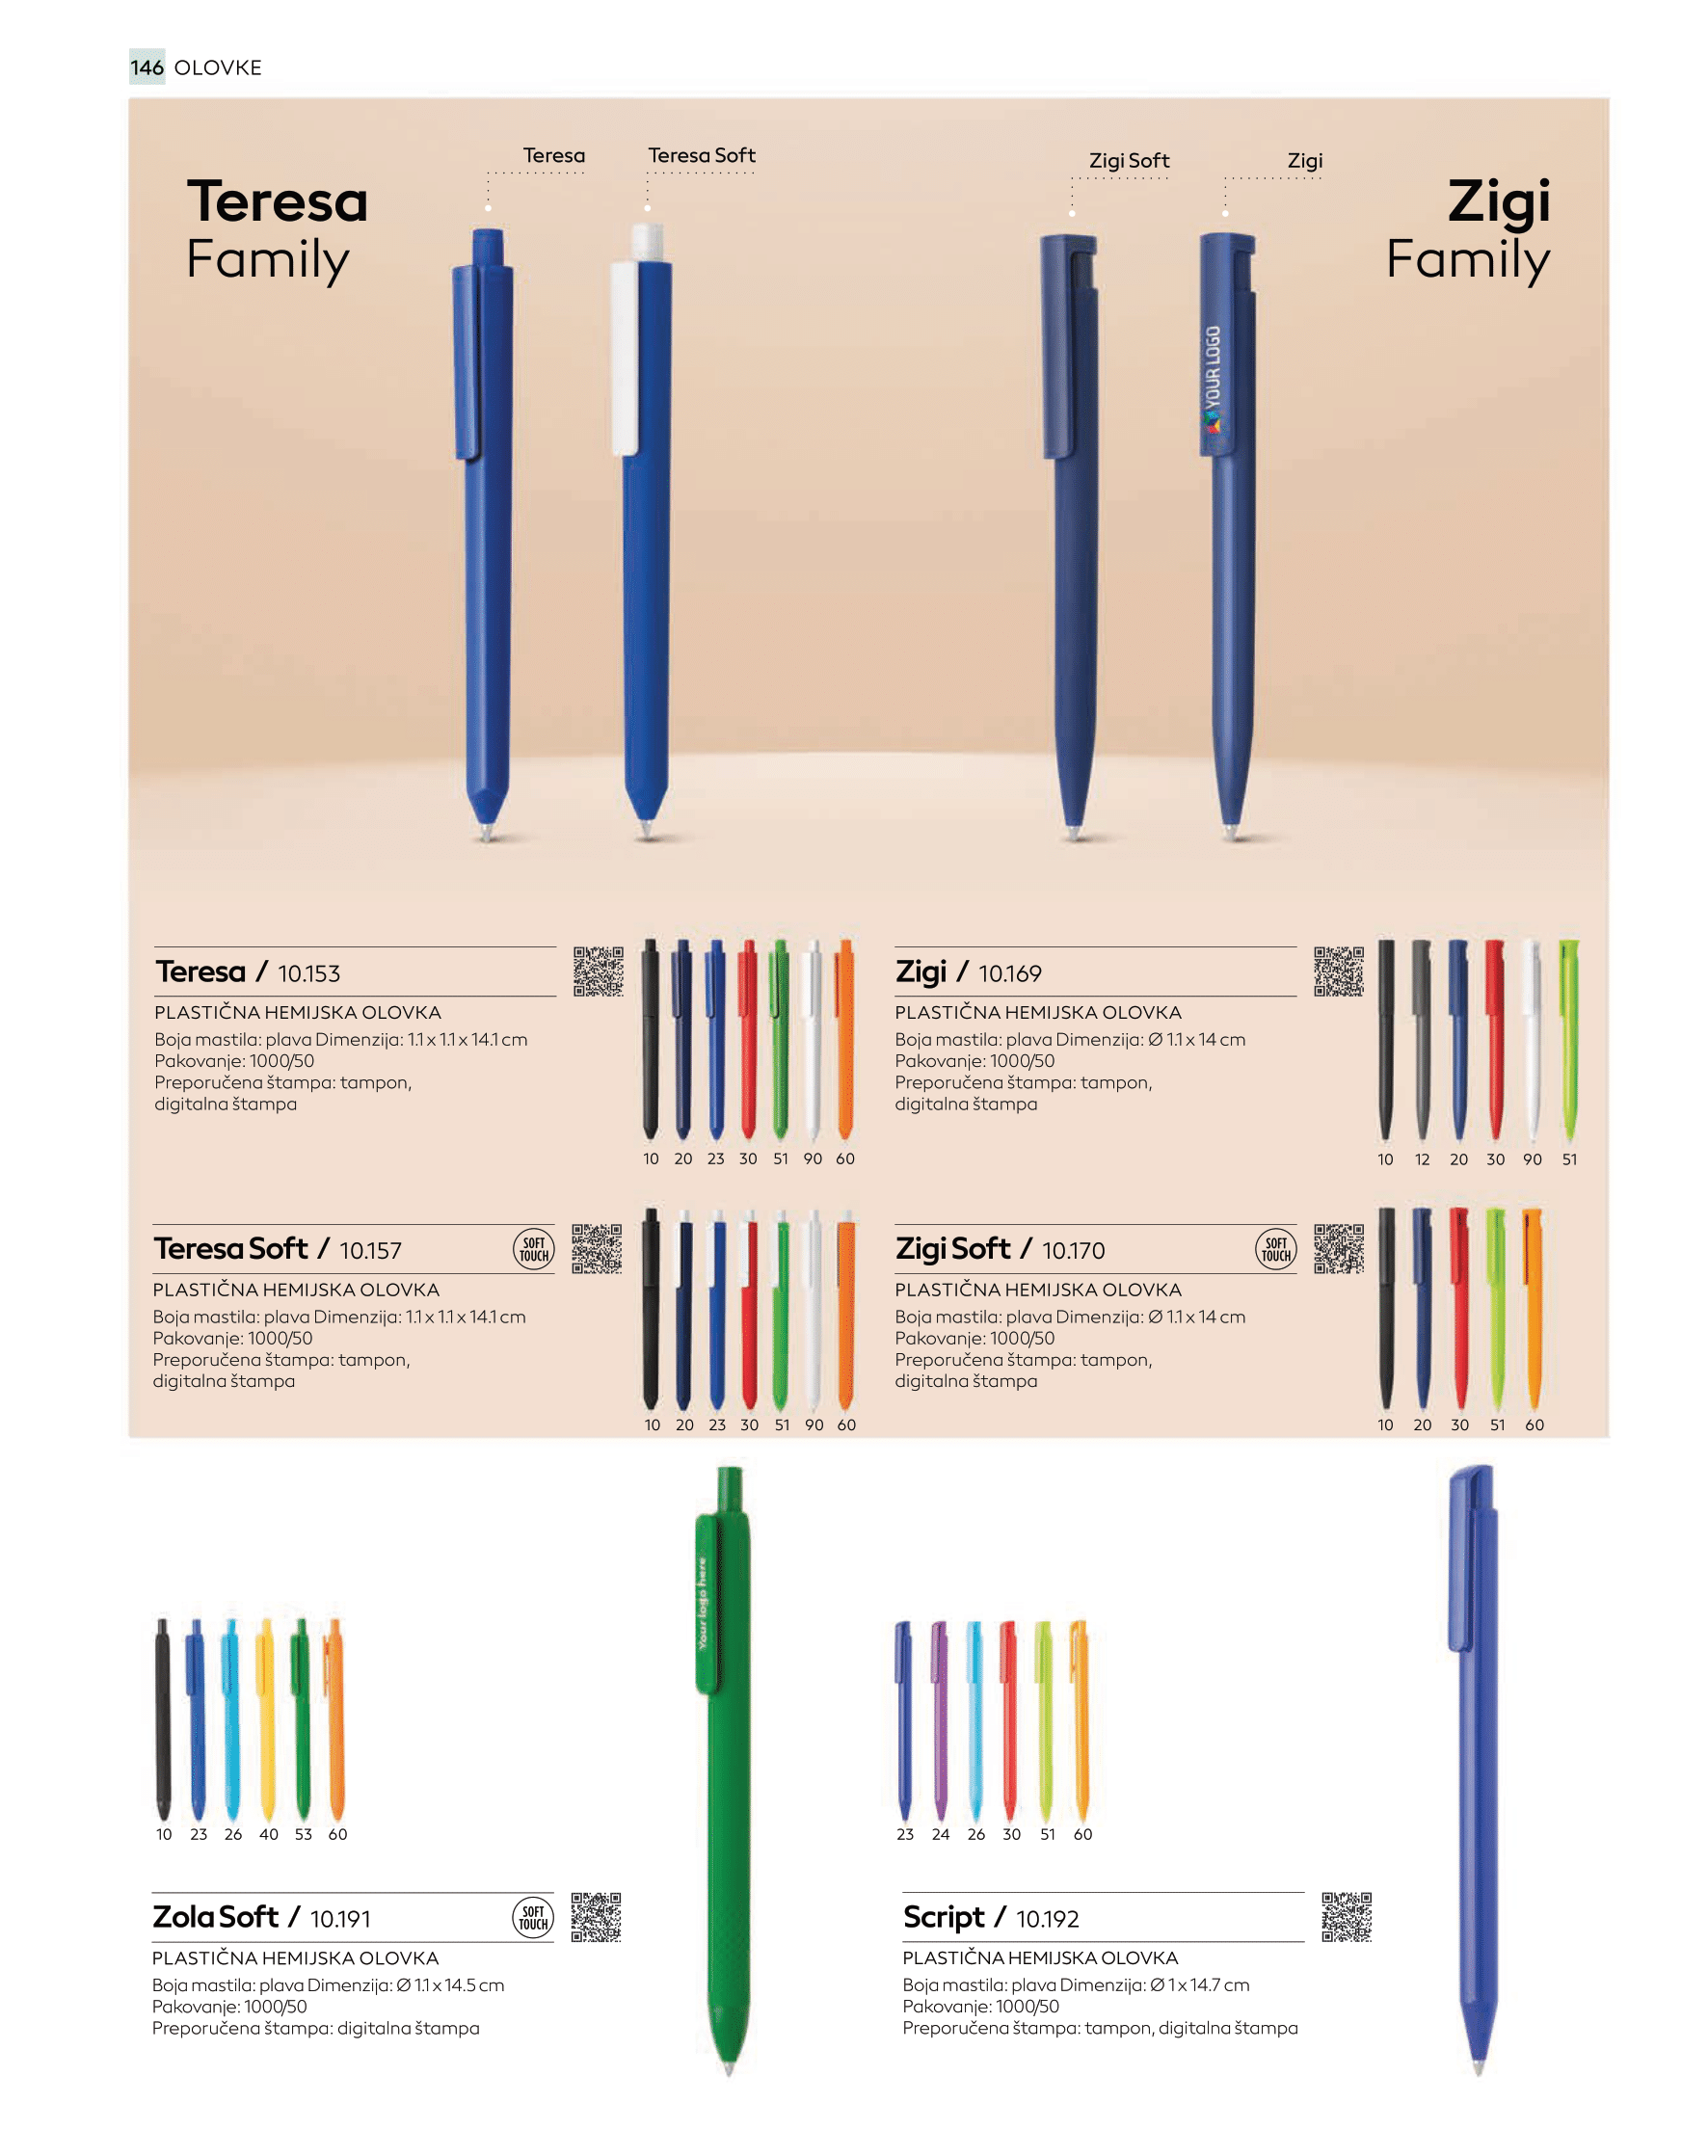 146 OLOVKE
Teresa
Teresa Soft
Zigi Soft
Zigi
Teresa
Family
Zigi
Family
YOUR LOGO
Teresa / 10.153
PLASTIČNA HEMIJSKA OLOVKA
Boja mastila: plava Dimenzija: 1.1 x 1.1 x 14.1 cm
Pakovanje: 1000/50
Preporučena štampa: tampon,
digitalna štampa
10 20 23 30 51 90 60
Zigi / 10.169
PLASTIČNA HEMIJSKA OLOVKA
Boja mastila: plava Dimenzija: Ø 1.1 x 14 cm
Pakovanje: 1000/50
Preporučena štampa: tampon,
digitalna štampa
10 12 20 30 90 51
Teresa Soft / 10.157
SOFT
TOUCH
PLASTIČNA HEMIJSKA OLOVKA
Boja mastila: plava Dimenzija: 1.1 x 1.1 x 14.1 cm
Pakovanje: 1000/50
Preporučena štampa: tampon,
digitalna štampa
10 20 23 30 51 90 60
Zigi Soft / 10.170
SOFT
TOUCH
PLASTIČNA HEMIJSKA OLOVKA
Boja mastila: plava Dimenzija: Ø 1.1 x 14 cm
Pakovanje: 1000/50
Preporučena štampa: tampon,
digitalna štampa
10 20 30 51 60
Your logo here
10 23 26 40 53 60
Zola Soft / 10.191
SOFT
TOUCH
PLASTIČNA HEMIJSKA OLOVKA
Boja mastila: plava Dimenzija: Ø 1.1 x 14.5 cm
Pakovanje: 1000/50
Preporučena štampa: digitalna štampa
23 24 26 30 51 60
Script / 10.192
PLASTIČNA HEMIJSKA OLOVKA
Boja mastila: plava Dimenzija: Ø 1 x 14.7 cm
Pakovanje: 1000/50
Preporučena štampa: tampon, digitalna štampa